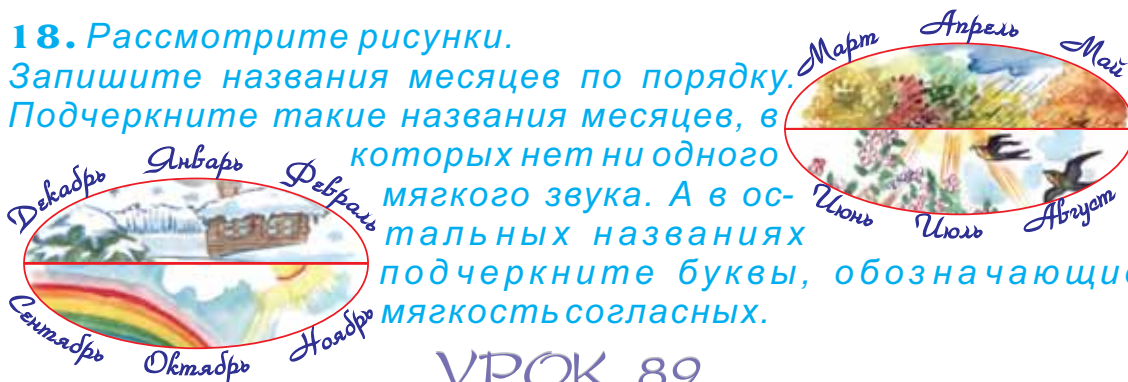 18. Рассмотрите рисунки.
Запишите названия месяцев по порядку.
Подчеркните такие названия месяцев, в
которых нет ни одного
мягкого звука. А в ос-
тальных названиях
подчеркните буквы, обозначающие
мягкость согласных.
Март Апрель Май
Июнь Июль Август
Декабрь Январь Февраль
Сентябрь Октябрь Ноябрь
УРОК 89